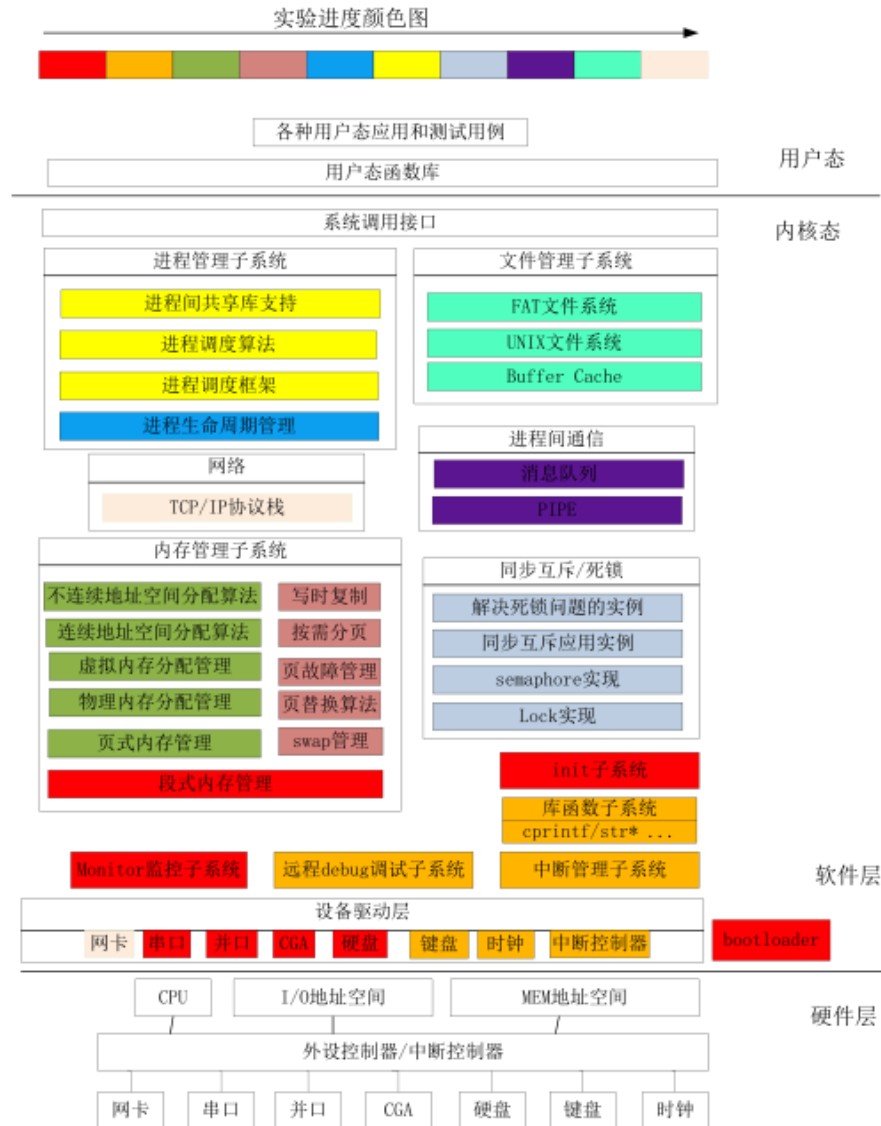 实验进度颜色图
各种用户态应用和测试用例
用户态函数库
用户态
系统调用接口
内核态
进程管理子系统
进程间共享库支持
进程调度算法
进程调度框架
进程生命周期管理
文件管理子系统
FAT文件系统
UNIX文件系统
Buffer Cache
网络
TCP/IP协议栈
进程间通信
消息队列
PIPE
内存管理子系统
不连续地址空间分配算法
连续地址空间分配算法
虚拟内存分配管理
物理内存分配管理
页式内存管理
写时复制
按需分页
页故障管理
页替换算法
swap管理
段式内存管理
同步互斥/死锁
解决死锁问题的实例
同步互斥应用实例
semaphore实现
Lock实现
init子系统
库函数子系统
cprintf/str* ...
Monitor监控子系统
远程debug调试子系统
中断管理子系统
软件层
设备驱动层
网卡
串口
并口
CGA
硬盘
键盘
时钟
中断控制器
bootloader
CPU
I/O地址空间
MEM地址空间
硬件层
外设控制器/中断控制器
网卡
串口
并口
CGA
硬盘
键盘
时钟